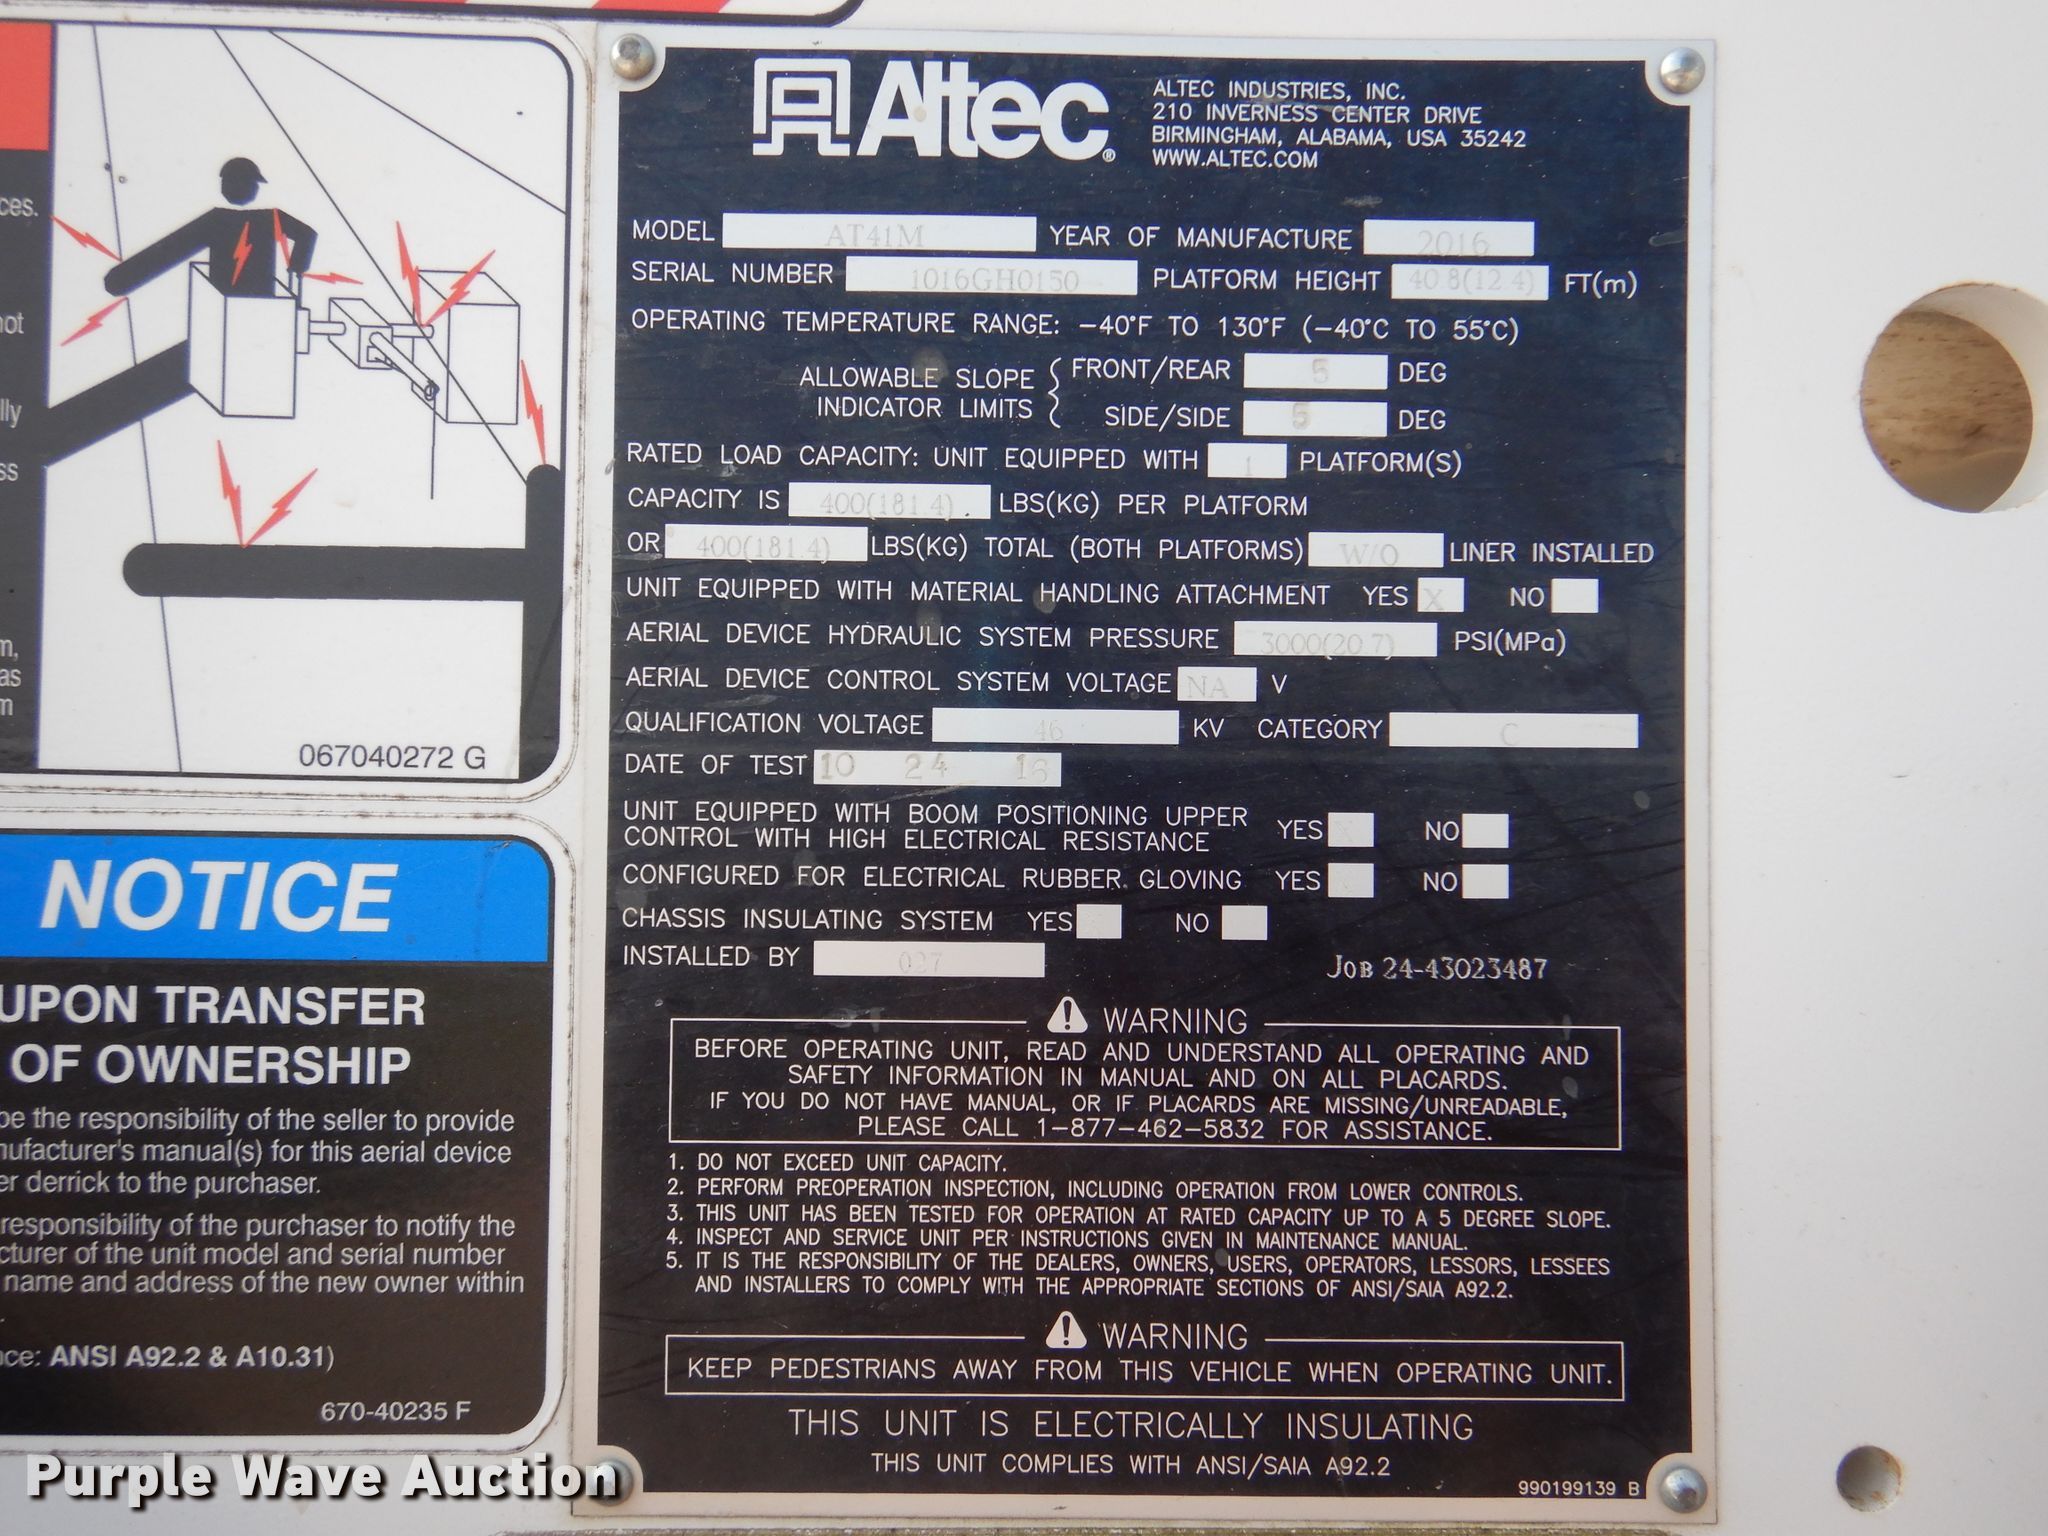 ces.
not
lly
ss
m,
as
m
067040272 G
NOTICE
UPON TRANSFER
OF OWNERSHIP
be the responsibility of the seller to provide
nufacturer's manual(s) for this aerial device
er derrick to the purchaser.
responsibility of the purchaser to notify the
cturer of the unit model and serial number
name and address of the new owner within
nce: ANSI A92.2 & A10.31)
670-40235 F
Altec®
ALTEC INDUSTRIES, INC.
210 INVERNESS CENTER DRIVE
BIRMINGHAM, ALABAMA, USA 35242
WWW.ALTEC.COM
MODEL AT41M YEAR OF MANUFACTURE 2016
SERIAL NUMBER 1016GH0150 PLATFORM HEIGHT 40.8(12.4) FT(m)
OPERATING TEMPERATURE RANGE: -40°F TO 130°F (-40°C TO 55°C)
ALLOWABLE SLOPE INDICATOR LIMITS { FRONT/REAR 5 DEG
SIDE/SIDE 5 DEG
RATED LOAD CAPACITY: UNIT EQUIPPED WITH 1 PLATFORM(S)
CAPACITY IS 400(181.4) LBS(KG) PER PLATFORM
OR 400(181.4) LBS(KG) TOTAL (BOTH PLATFORMS) W/O LINER INSTALLED
UNIT EQUIPPED WITH MATERIAL HANDLING ATTACHMENT YES X NO
AERIAL DEVICE HYDRAULIC SYSTEM PRESSURE 3000(20.7) PSI(MPa)
AERIAL DEVICE CONTROL SYSTEM VOLTAGE NA V
QUALIFICATION VOLTAGE 46 KV CATEGORY C
DATE OF TEST 10 24 16
UNIT EQUIPPED WITH BOOM POSITIONING UPPER
CONTROL WITH HIGH ELECTRICAL RESISTANCE YES NO
CONFIGURED FOR ELECTRICAL RUBBER GLOVING YES NO
CHASSIS INSULATING SYSTEM YES NO
INSTALLED BY 027 JOB 24-43023487
WARNING
BEFORE OPERATING UNIT, READ AND UNDERSTAND ALL OPERATING AND
SAFETY INFORMATION IN MANUAL AND ON ALL PLACARDS.
IF YOU DO NOT HAVE MANUAL, OR IF PLACARDS ARE MISSING/UNREADABLE,
PLEASE CALL 1-877-462-5832 FOR ASSISTANCE.
1. DO NOT EXCEED UNIT CAPACITY.
2. PERFORM PREOPERATION INSPECTION, INCLUDING OPERATION FROM LOWER CONTROLS.
3. THIS UNIT HAS BEEN TESTED FOR OPERATION AT RATED CAPACITY UP TO A 5 DEGREE SLOPE.
4. INSPECT AND SERVICE UNIT PER INSTRUCTIONS GIVEN IN MAINTENANCE MANUAL.
5. IT IS THE RESPONSIBILITY OF THE DEALERS, OWNERS, USERS, OPERATORS, LESSORS, LESSEES
AND INSTALLERS TO COMPLY WITH THE APPROPRIATE SECTIONS OF ANSI/SAIA A92.2.
WARNING
KEEP PEDESTRIANS AWAY FROM THIS VEHICLE WHEN OPERATING UNIT.
THIS UNIT IS ELECTRICALLY INSULATING
THIS UNIT COMPLIES WITH ANSI/SAIA A92.2
990199139 B
Purple Wave Auction